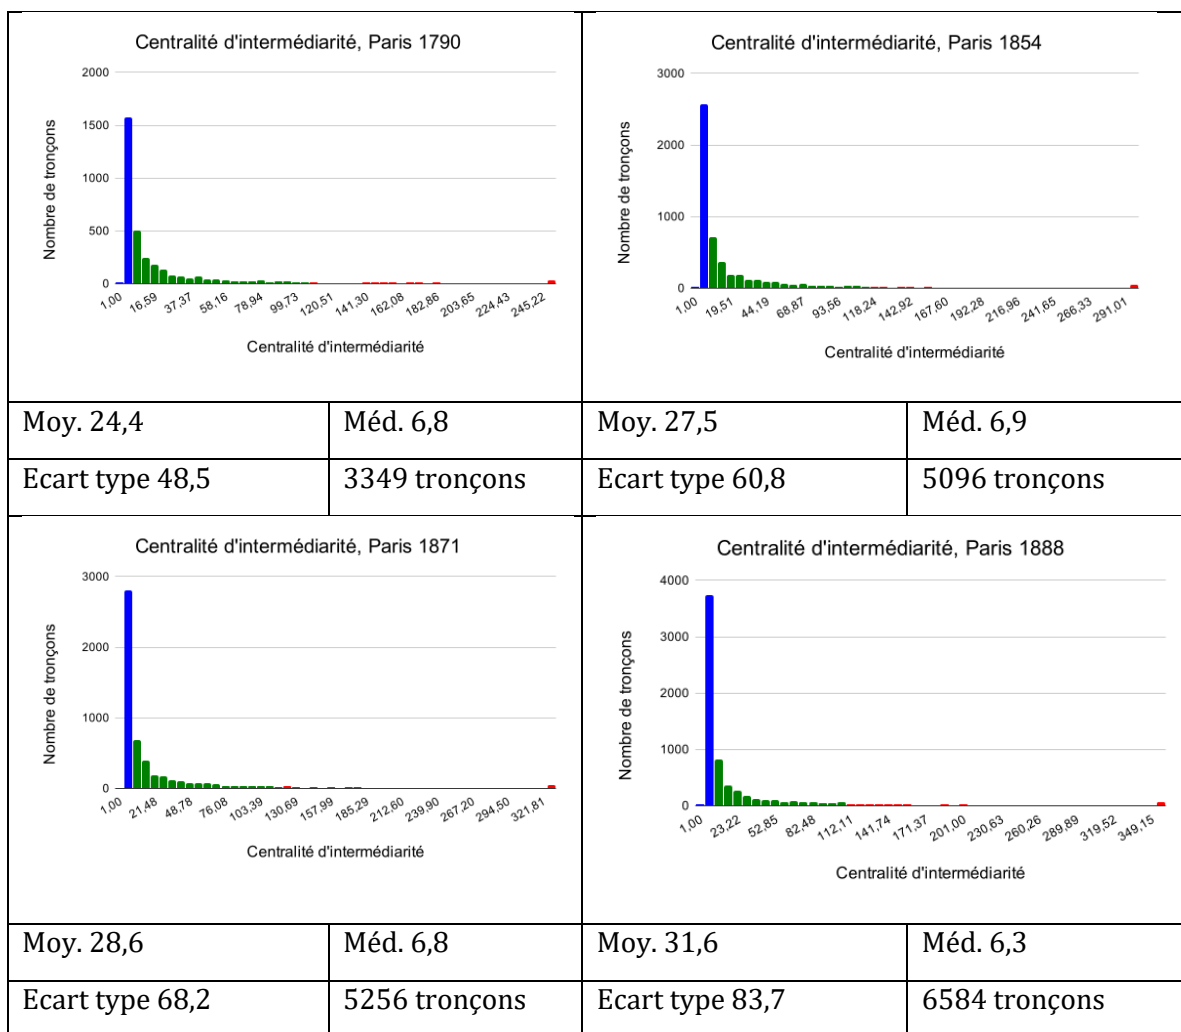 Centralité d'intermédiarité, Paris 1790
2000
1500
1000
500
0
Nombre de tronçons
1,00 16,59 37,37 58,16 78,94 99,73 120,51 141,30 162,08 182,86 203,65 224,43 245,22
Centralité d'intermédiarité
Centralité d'intermédiarité, Paris 1854
3000
2000
1000
0
Nombre de tronçons
1,00 19,51 44,19 68,87 93,56 118,24 142,92 167,60 192,28 216,96 241,65 266,33 291,01
Centralité d'intermédiarité
Moy. 24,4 Méd. 6,8 Moy. 27,5 Méd. 6,9
Ecart type 48,5 3349 tronçons Ecart type 60,8 5096 tronçons
Centralité d'intermédiarité, Paris 1871
3000
2000
1000
0
Nombre de tronçons
1,00 21,48 48,78 76,08 103,39 130,69 157,99 185,29 212,60 239,90 267,20 294,50 321,81
Centralité d'intermédiarité
Centralité d'intermédiarité, Paris 1888
4000
3000
2000
1000
0
Nombre de tronçons
1,00 23,22 52,85 82,48 112,11 141,74 171,37 201,00 230,63 260,26 289,89 319,52 349,15
Centralité d'intermédiarité
Moy. 28,6 Méd. 6,8 Moy. 31,6 Méd. 6,3
Ecart type 68,2 5256 tronçons Ecart type 83,7 6584 tronçons